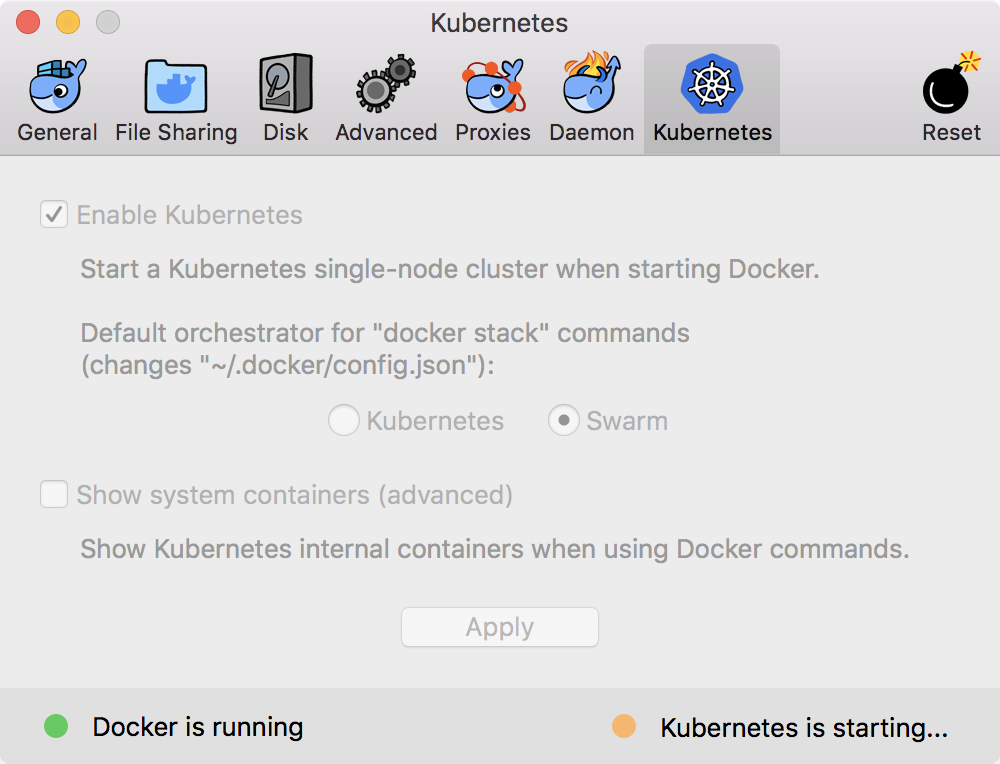 Kubernetes
General
File Sharing
Disk
Advanced
Proxies
Daemon
Kubernetes
Reset
Enable Kubernetes
Start a Kubernetes single-node cluster when starting Docker.
Default orchestrator for "docker stack" commands
(changes "~/.docker/config.json"):
Kubernetes
Swarm
Show system containers (advanced)
Show Kubernetes internal containers when using Docker commands.
Apply
Docker is running
Kubernetes is starting...